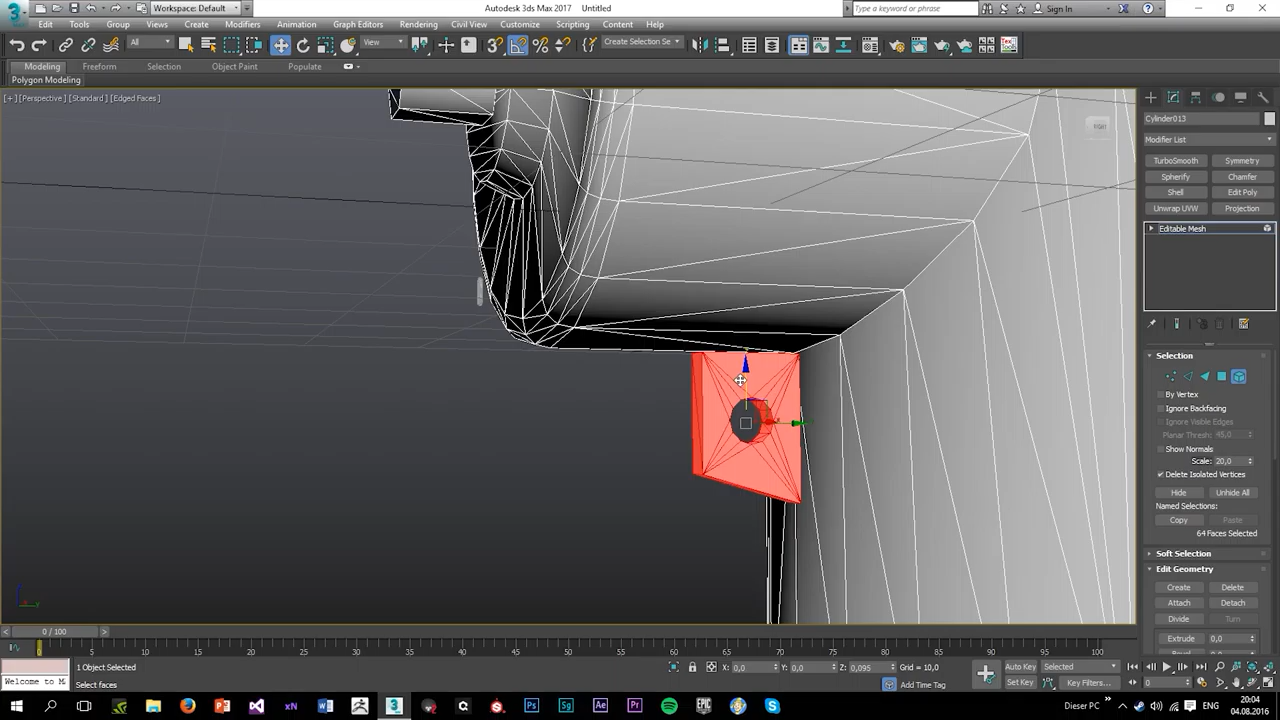 Workspace: Default
Autodesk 3ds Max 2017    Untitled
Type a keyword or phrase
Sign In
Edit Tools Group Views Create Modifiers Animation Graph Editors Rendering Civil View Customize Scripting Content Help
All
View
Create Selection Se
Modeling Freeform Selection Object Paint Populate
Polygon Modeling
[+] [Perspective] [Standard] [Edged Faces]
Cylinder013
Modifier List
TurboSmooth Symmetry
Spherify Chamfer
Shell Edit Poly
Unwrap UVW Projection
Editable Mesh
Selection
By Vertex
Ignore Backfacing
Ignore Visible Edges
Planar Thresh: 45,0
Show Normals
Scale: 20,0
Delete Isolated Vertices
Hide Unhide All
Named Selections:
Copy Paste
64 Faces Selected
Soft Selection
Edit Geometry
Create Delete
Attach Detach
Divide Turn
Extrude 0,0
0 / 100
0 5 10 15 20 25 30 35 40 45 50 55 60 65 70 75 80 85 90 95 100
1 Object Selected
X: 0,0 Y: 0,0 Z: 0,095 Grid = 10,0
Auto Key Selected
Welcome to M
Select faces
Add Time Tag
Set Key Key Filters...
0
Dieser PC
ENG
20:04
04.08.2016